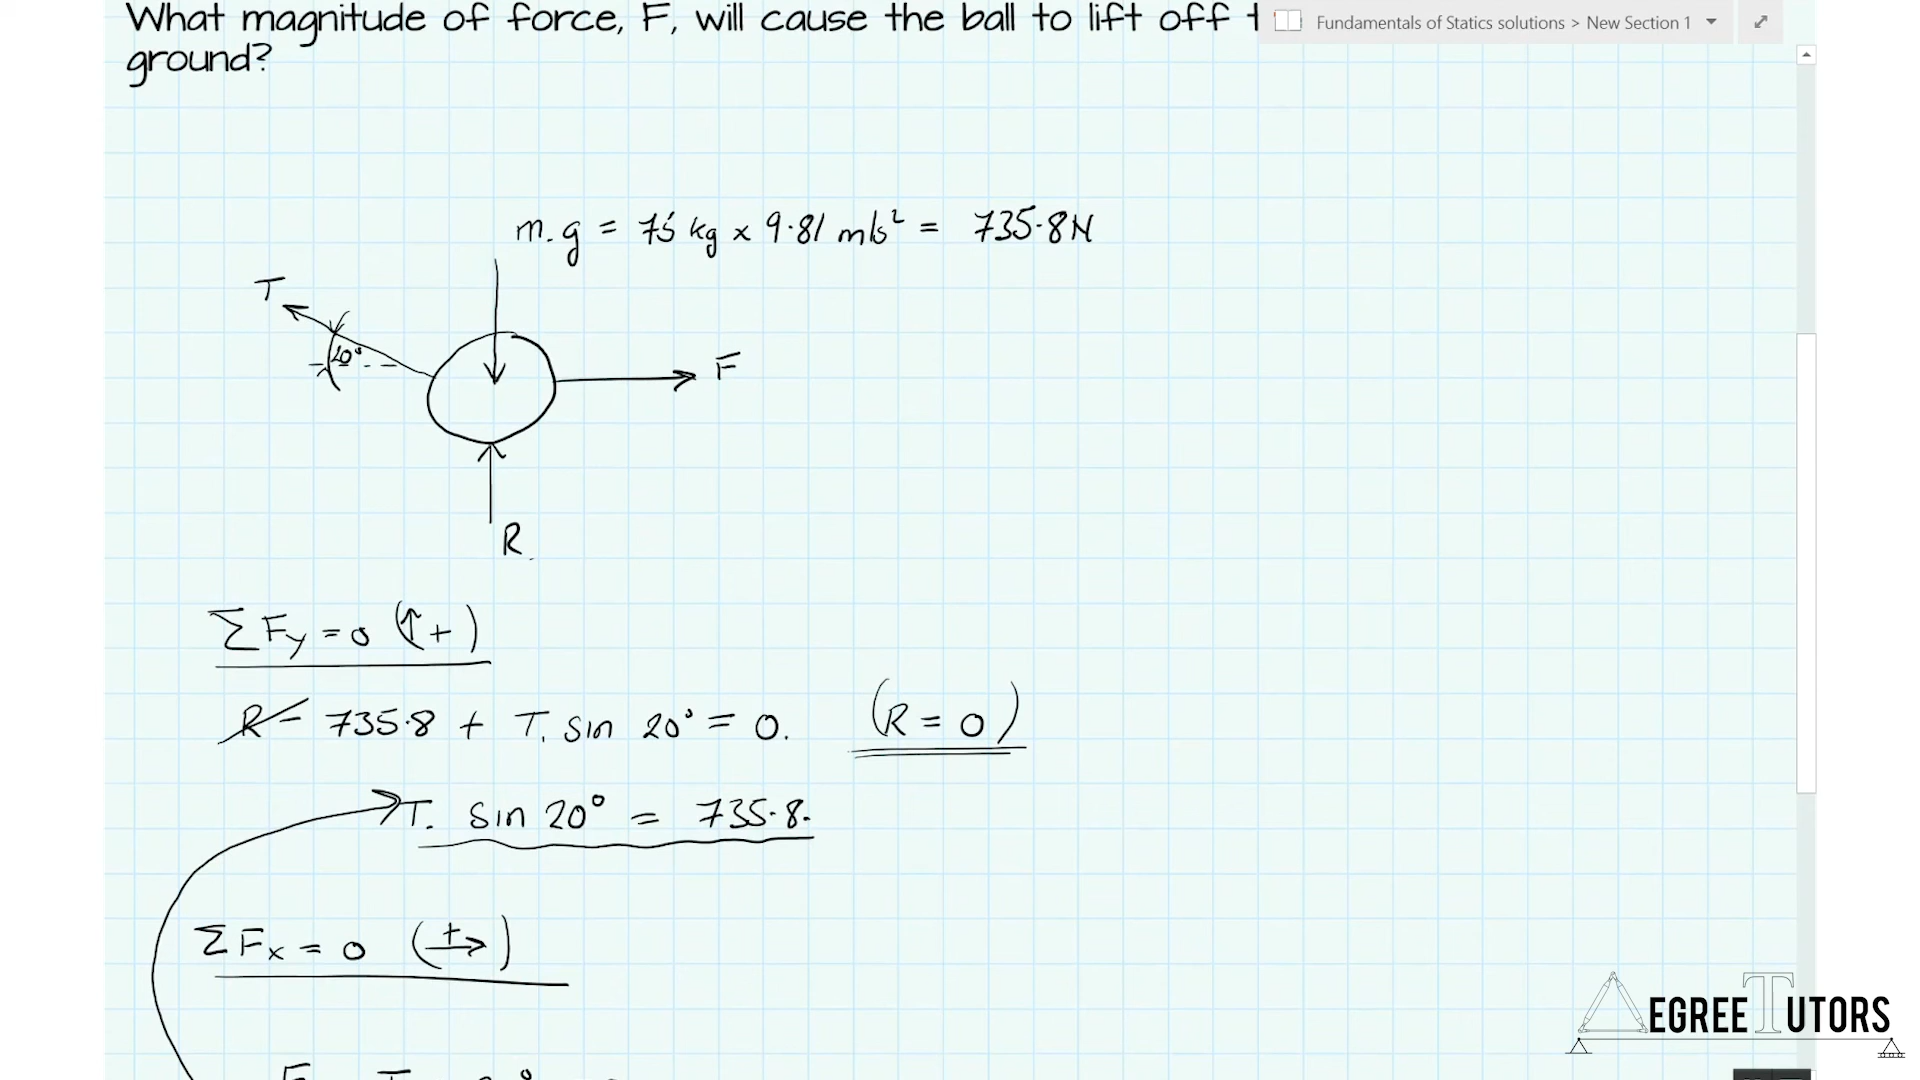 What magnitude of force, F, will cause the ball to lift off
ground?
Fundamentals of Statics solutions > New Section 1
m.g = 75 kg x 9.81 m/s² = 735.8N
T
20°
F
R
ΣFy = 0 (↑+)
R - 735.8 + T. sin 20° = 0. (R = 0)
T. Sin 20° = 735.8.
ΣFx = 0 (+→)
DEGREE TUTORS